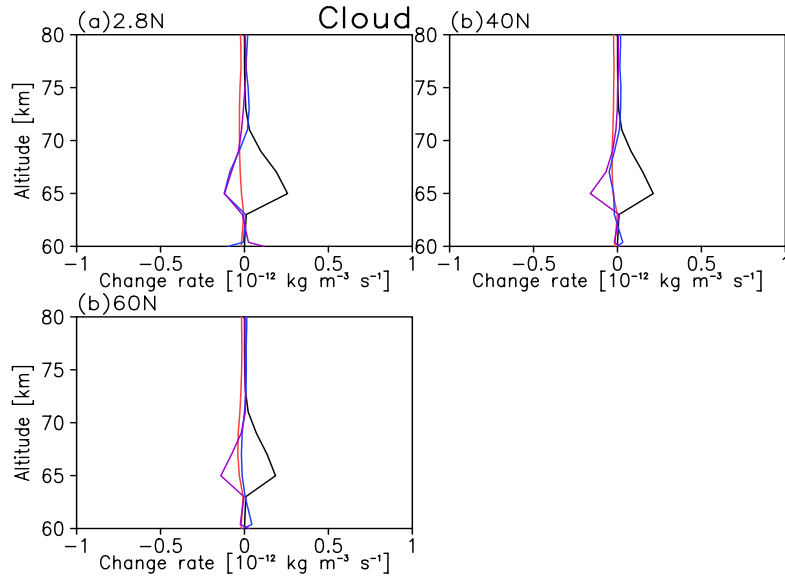 (a)2.8N Cloud (b)40N
80 80
75 75
70 70
65 65
60 60
Altitude [km] Altitude [km]
−1 −0.5 0 0.5 1 −1 −0.5 0 0.5 1
Change rate [10⁻¹² kg m⁻³ s⁻¹] Change rate [10⁻¹² kg m⁻³ s⁻¹]
(b)60N
80
75
70
65
60
Altitude [km]
−1 −0.5 0 0.5 1
Change rate [10⁻¹² kg m⁻³ s⁻¹]